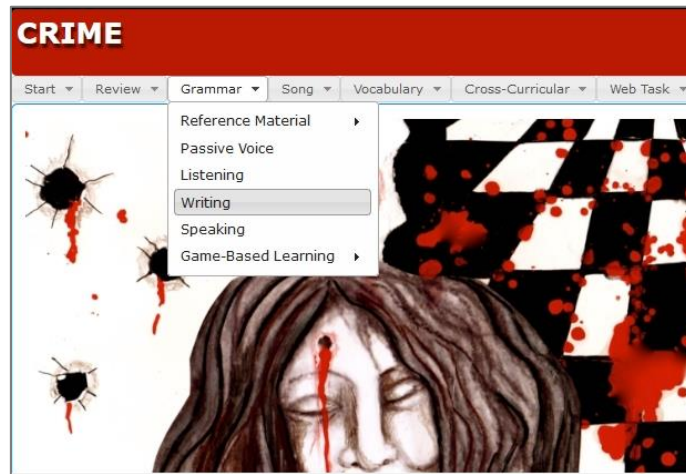 CRIME
Start Review Grammar Song Vocabulary Cross-Curricular Web Task
Reference Material
Passive Voice
Listening
Writing
Speaking
Game-Based Learning